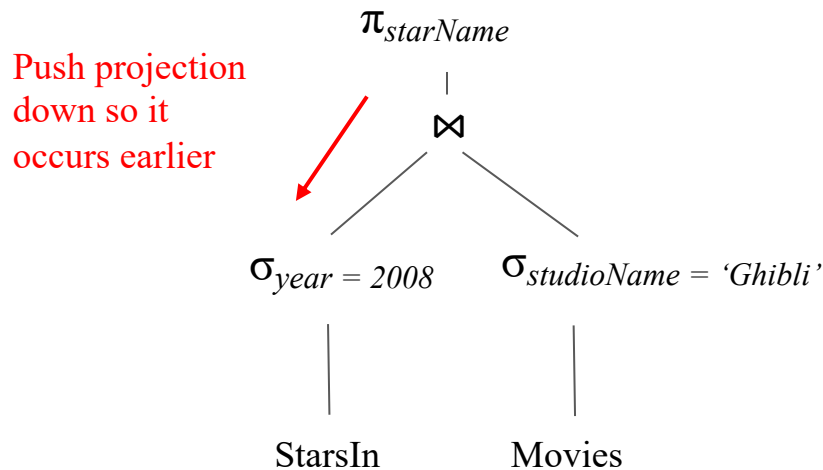 π starName
Push projection
down so it
occurs earlier
⋈
σ year = 2008
σ studioName = ‘Ghibli’
StarsIn
Movies